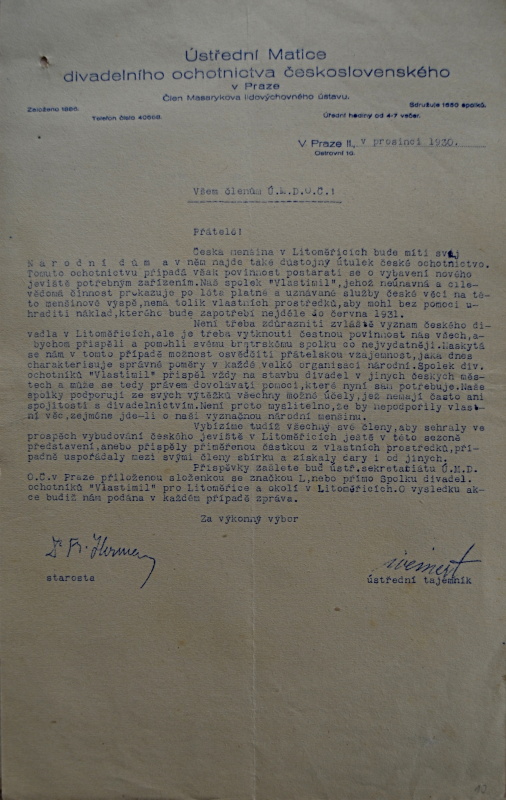 Ústřední Matice
divadelního ochotnictva československého
v Praze
Člen Masarykova lidovýchovného ústavu.
Založeno 1886.
Sdružuje 1650 spolků.
Telefon číslo 40568.
Úřední hodiny od 4-7 večer.
V Praze II., v prosinci 1930.
Ostrovní 10.
Všem členům Ú.M.D.O.Č.!
Přátelé!
Česká menšina v Litoměřicích bude míti svůj
N á r o d n í  d ů m  a v něm najde také důstojný útulek české ochotnictvo.
Tomuto ochotnictvu připadá však povinnost postarati se o vybavení nového
jeviště potřebným zařízením. Náš spolek "Vlastimil", jehož neúnavná a cíle-
vědomá činnost prokazuje po léta platné a uznávané služby české věci na té-
to menšinové výspě, nemá tolik vlastních prostředků, aby mohl bez pomoci u-
hraditi náklad, kterého bude zapotřebí nejdéle do června 1931.
Není třeba zdůrazniti zvláště význam českého di-
vadla v Litoměřicích, ale je třeba vytknouti čestnou povinnost nás všech, a-
bychom přispěli a pomohli svému bratrskému spolku co nejvydatněji. Naskytá
se nám v tomto případě možnost osvědčiti přátelskou vzájemnost, jaká dnes
charakterisuje správné poměry v každé velké organisaci národní. Spolek div.
ochotníků "Vlastimil" přispěl vždy na stavbu divadel v jiných českých měs-
tech a může se tedy právem dovolávati pomoci, které nyní sám potřebuje. Naše
spolky podporují ze svých výtěžků všechny možné účely, jež nemají často ani
spojitosti s divadelnictvím. Není proto myslitelno, že by nepodpořily vlast
ní věc, zejména jde-li o naši význačnou národní menšinu.
Vybízíme tudíž všechny své členy, aby sehrály ve
prospěch vybudování českého jeviště v Litoměřicích ještě v této sezoně
představení, anebo přispěly přiměřenou částkou z vlastních prostředků, pří-
padně uspořádaly mezi svými členy sbírku a získaly dary i od jiných.
Příspěvky zašlete buď ústř. sekretariátu Ú.M.D.
O.Č. v Praze přiloženou složenkou se značkou L, nebo přímo Spolku divadel.
ochotníků "Vlastimil" pro Litoměřice a okolí v Litoměřicích. O výsledku ak-
ce budiž nám podána v každém případě zpráva.
Za výkonný výbor
Dr Fr.
starosta
ústřední tajemník